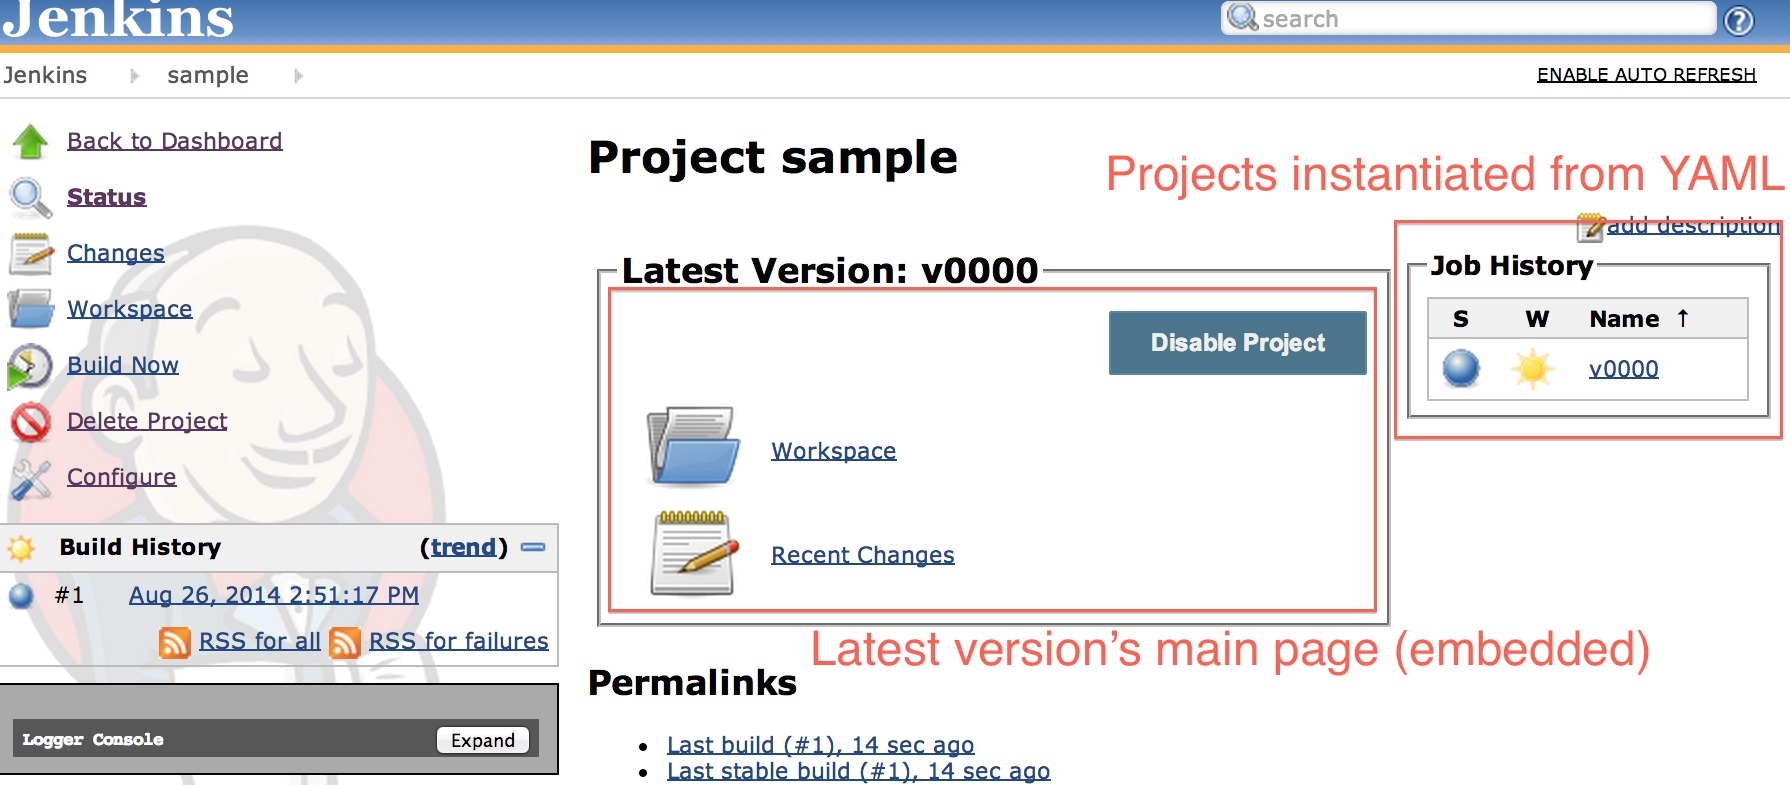 Jenkins
search
?
Jenkins sample
ENABLE AUTO REFRESH
Back to Dashboard
Status
Changes
Workspace
Build Now
Delete Project
Configure
Build History (trend)
#1 Aug 26, 2014 2:51:17 PM
RSS for all RSS for failures
Logger Console Expand
Project sample
Projects instantiated from YAML
add description
Latest Version: v0000
Disable Project
Workspace
Recent Changes
Job History
S W Name ↑
v0000
Latest version’s main page (embedded)
Permalinks
• Last build (#1), 14 sec ago
• Last stable build (#1), 14 sec ago